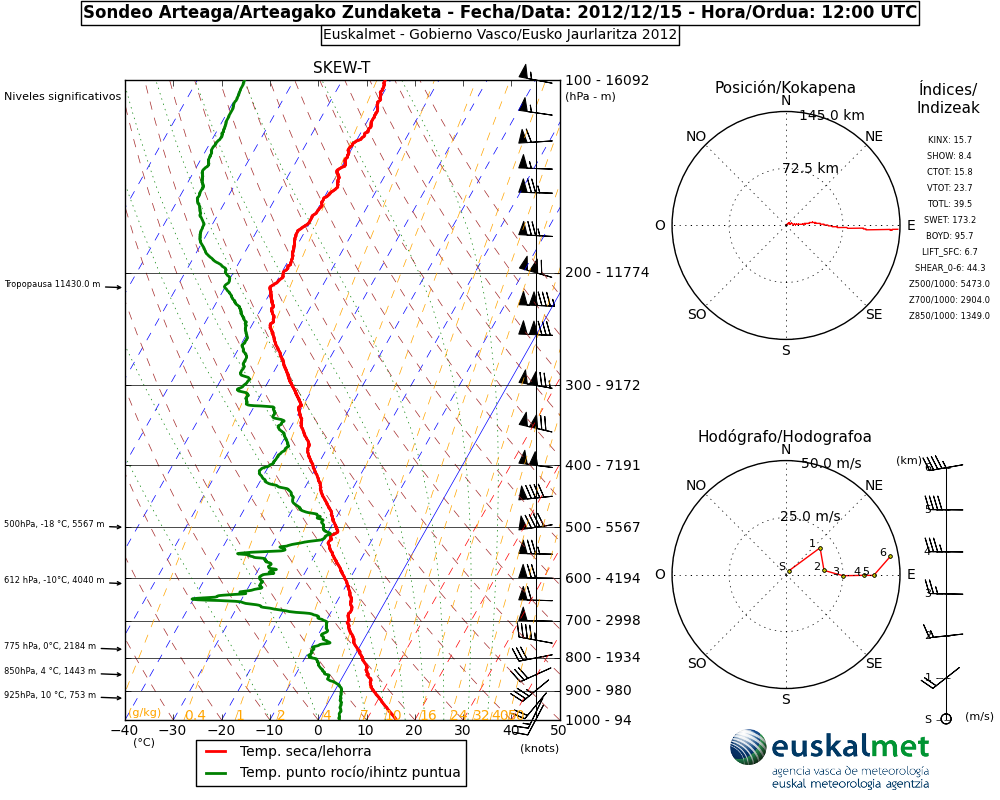 Sondeo Arteaga/Arteagako Zundaketa - Fecha/Data: 2012/12/15 - Hora/Ordua: 12:00 UTC
Euskalmet - Gobierno Vasco/Eusko Jaurlaritza 2012
SKEW-T
Niveles significativos
Tropopausa 11430.0 m
500hPa, -18 °C, 5567 m
612 hPa, -10°C, 4040 m
775 hPa, 0°C, 2184 m
850hPa, 4 °C, 1443 m
925hPa, 10 °C, 753 m
100 - 16092
(hPa - m)
200 - 11774
300 - 9172
400 - 7191
500 - 5567
600 - 4194
700 - 2998
800 - 1934
900 - 980
1000 - 94
(g/kg) 0.4 1 2 4 7 10 16 24 32 40
−40 −30 −20 −10 0 10 20 30 40 50
(°C)
(knots)
Temp. seca/lehorra
Temp. punto rocío/ihintz puntua
Posición/Kokapena
N
145.0 km
NO
NE
72.5 km
O
E
SO
SE
S
Índices/
Indizeak
KINX: 15.7
SHOW: 8.4
CTOT: 15.8
VTOT: 23.7
TOTL: 39.5
SWET: 173.2
BOYD: 95.7
LIFT_SFC: 6.7
SHEAR_0-6: 44.3
Z500/1000: 5473.0
Z700/1000: 2904.0
Z850/1000: 1349.0
Hodógrafo/Hodografoa
N
50.0 m/s
NO
NE
25.0 m/s
1
6
S
2
3
4
5
O
E
SO
SE
S
(km)
6
5
4
3
2
1
S
(m/s)
euskalmet
agencia vasca de meteorología
euskal meteorologia agentzia